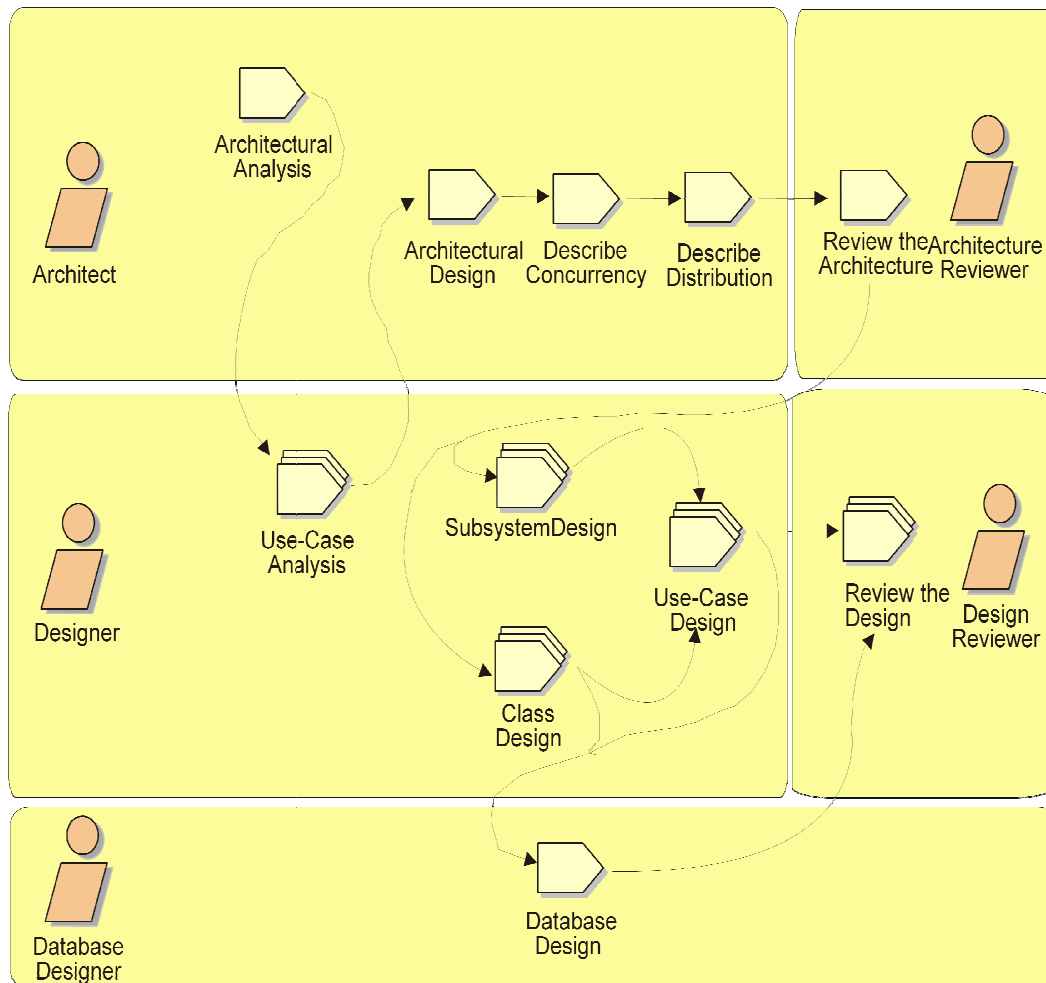 Architectural
Analysis
Architect
Architectural
Design
Describe
Concurrency
Describe
Distribution
Review the
Architecture
Architecture
Reviewer
Designer
Use-Case
Analysis
SubsystemDesign
Use-Case
Design
Class
Design
Review the
Design
Design
Reviewer
Database
Designer
Database
Design